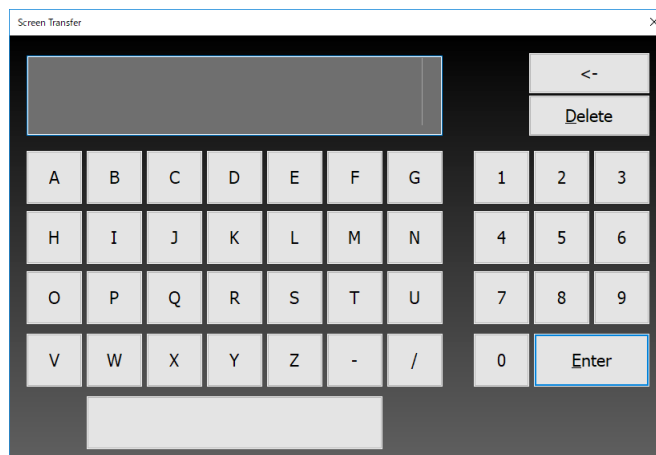 Screen Transfer ×
<-
Delete
A B C D E F G 1 2 3
H I J K L M N 4 5 6
O P Q R S T U 7 8 9
V W X Y Z - / 0 Enter